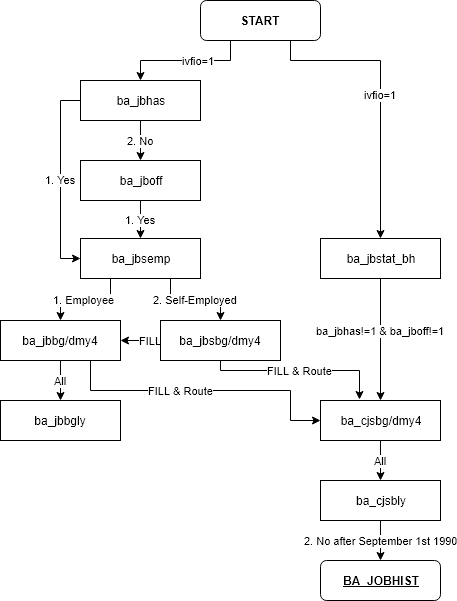 START
ivfio=1
ivfio=1
ba_jbhas
2. No
1. Yes
ba_jboff
1. Yes
ba_jbsemp
ba_jbstat_bh
1. Employee
2. Self-Employed
ba_jbbg/dmy4
FILL
ba_jbsbg/dmy4
ba_jbhas!=1 & ba_jboff!=1
FILL & Route
All
FILL & Route
ba_jbbgly
ba_cjsbg/dmy4
All
ba_cjsbly
2. No after September 1st 1990
BA_JOBHIST